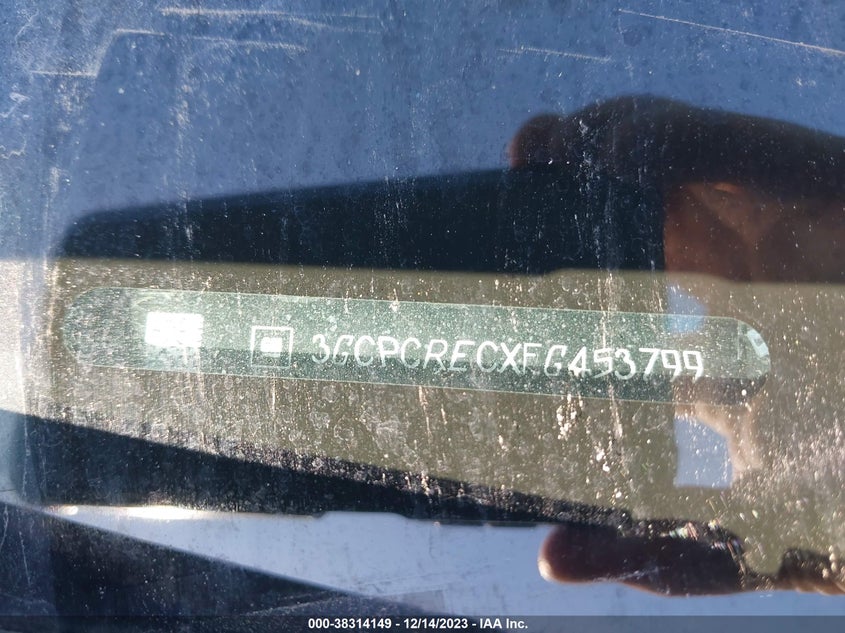 3GCPCRECXFG453799
000-38314149 — 12/14/2023 — IAA Inc.